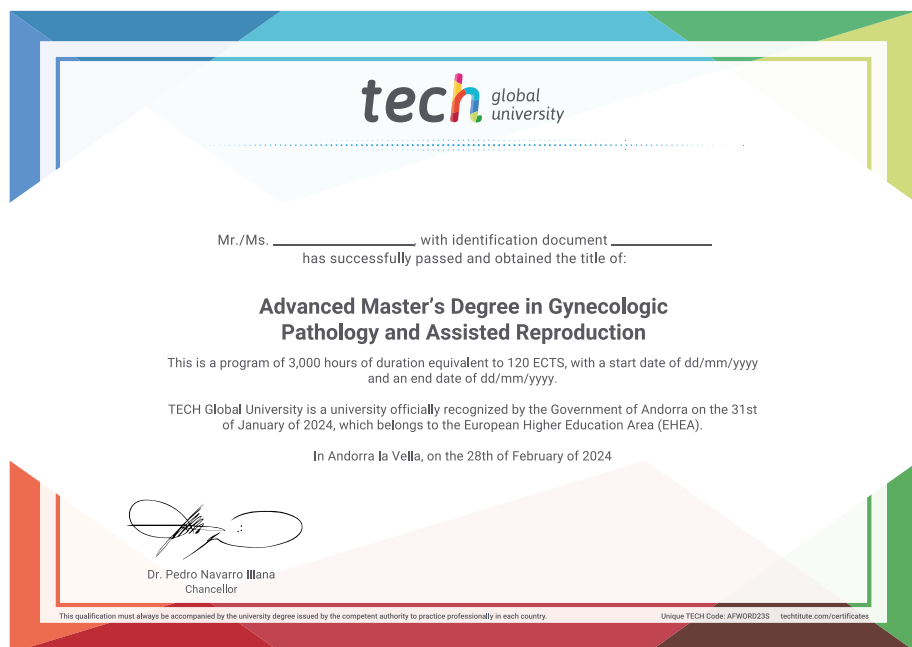 tech global university
Mr./Ms. ____________, with identification document ____________
has successfully passed and obtained the title of:
Advanced Master's Degree in Gynecologic
Pathology and Assisted Reproduction
This is a program of 3,000 hours of duration equivalent to 120 ECTS, with a start date of dd/mm/yyyy
and an end date of dd/mm/yyyy.
TECH Global University is a university officially recognized by the Government of Andorra on the 31st
of January of 2024, which belongs to the European Higher Education Area (EHEA).
In Andorra la Vella, on the 28th of February of 2024
Dr. Pedro Navarro Illana
Chancellor
This qualification must always be accompanied by the university degree issued by the competent authority to practice professionally in each country. Unique TECH Code: AFWORD23S techtitute.com/certificates